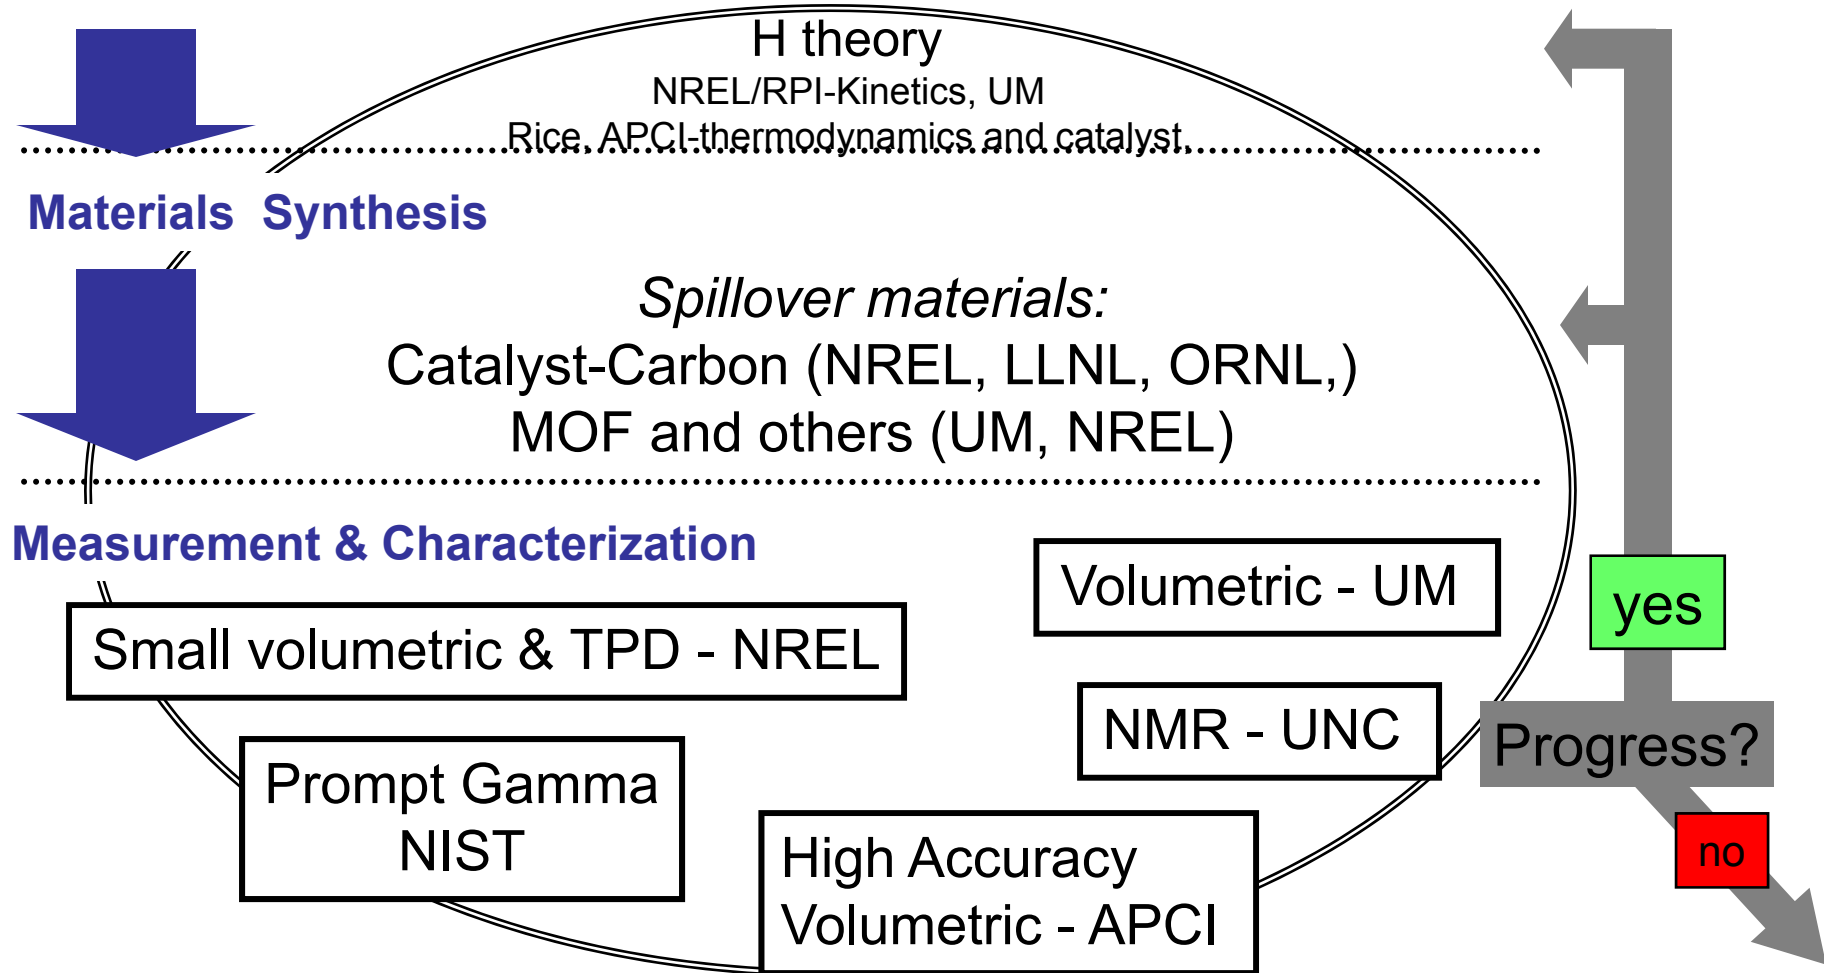 H theory
NREL/RPI-Kinetics, UM
Rice, APCI-thermodynamics and catalyst,
Materials  Synthesis
Spillover materials:
Catalyst-Carbon (NREL, LLNL, ORNL,)
MOF and others (UM, NREL)
Measurement & Characterization
Volumetric - UM
Small volumetric & TPD - NREL
NMR - UNC
Prompt Gamma
NIST
High Accuracy
Volumetric - APCI
yes
Progress?
no